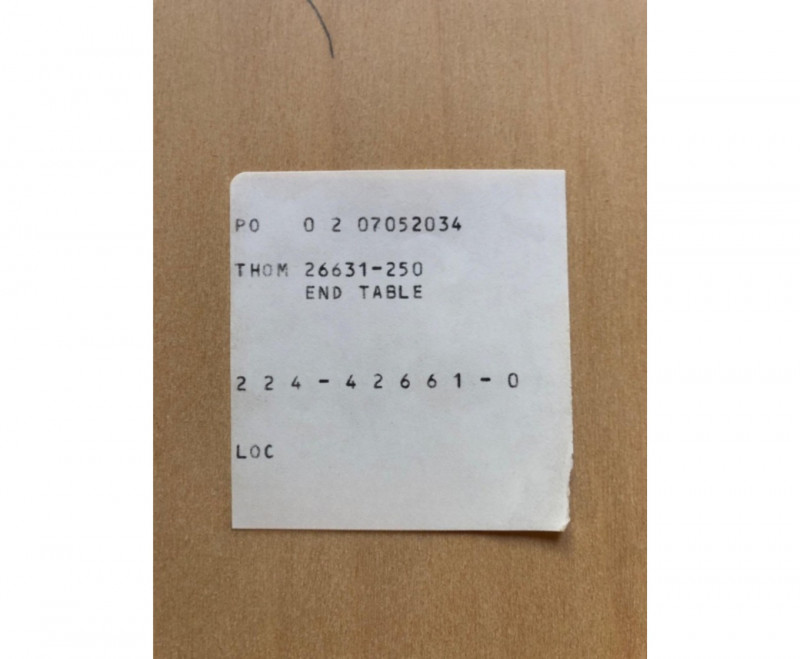 PO 0 2 07052034
THOM 26631-250
END TABLE
2 2 4 - 4 2 6 6 1 - 0
LOC